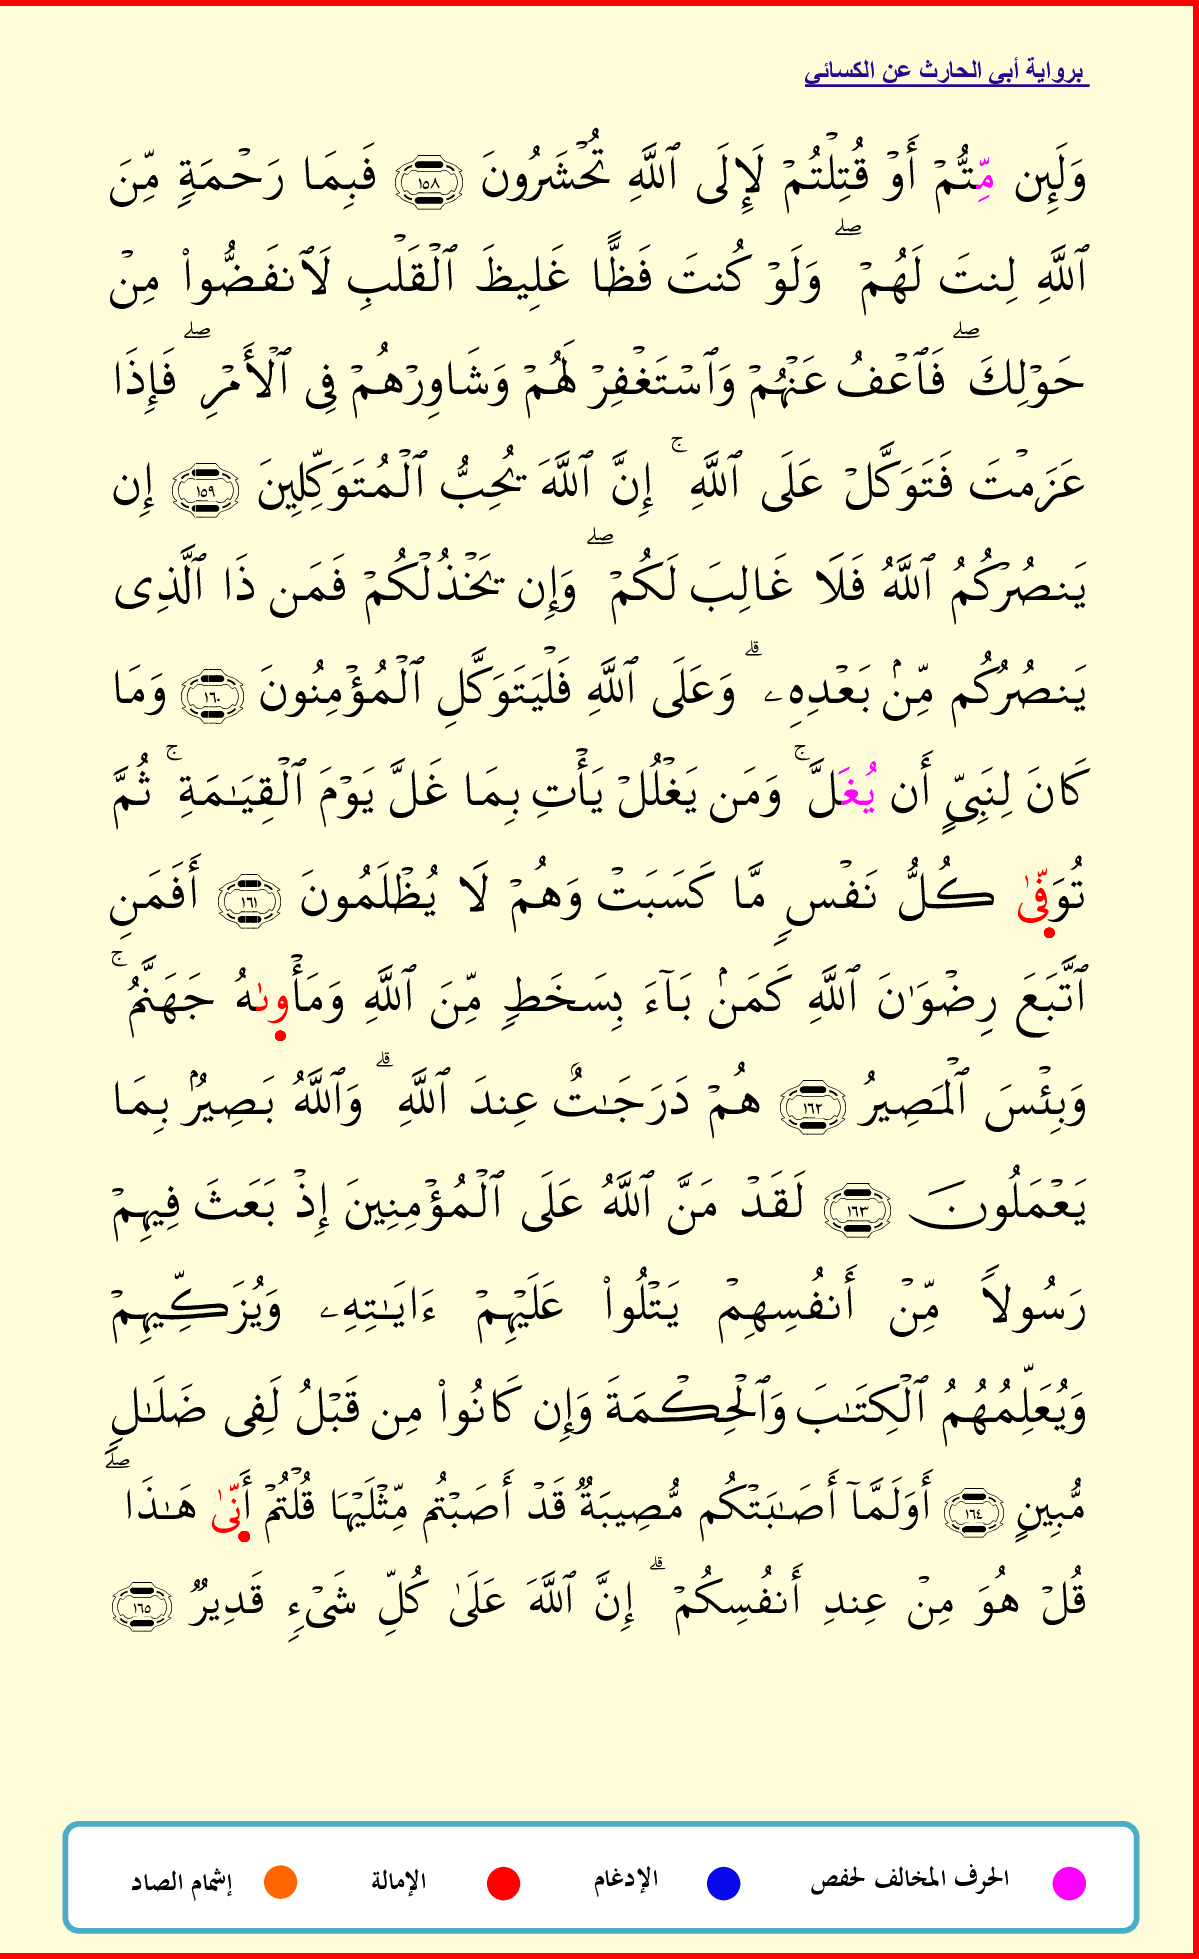 برواية أبي الحارث عن الكسائي
وَلَئِن مِّتُّمۡ أَوۡ قُتِلۡتُمۡ لَإِلَى ٱللَّهِ تُحۡشَرُونَ ١٥٨ فَبِمَا رَحۡمَةٖ مِّنَ
ٱللَّهِ لِنتَ لَهُمۡۖ وَلَوۡ كُنتَ فَظًّا غَلِيظَ ٱلۡقَلۡبِ لَٱنفَضُّواْ مِنۡ
حَوۡلِكَۖ فَٱعۡفُ عَنۡهُمۡ وَٱسۡتَغۡفِرۡ لَهُمۡ وَشَاوِرۡهُمۡ فِى ٱلۡأَمۡرِۖ فَإِذَا
عَزَمۡتَ فَتَوَكَّلۡ عَلَى ٱللَّهِۚ إِنَّ ٱللَّهَ يُحِبُّ ٱلۡمُتَوَكِّلِينَ ١٥٩ إِن
يَنصُرۡكُمُ ٱللَّهُ فَلَا غَالِبَ لَكُمۡۖ وَإِن يَخۡذُلۡكُمۡ فَمَن ذَا ٱلَّذِى
يَنصُرُكُم مِّنۢ بَعۡدِهِۦۗ وَعَلَى ٱللَّهِ فَلۡيَتَوَكَّلِ ٱلۡمُؤۡمِنُونَ ١٦٠ وَمَا
كَانَ لِنَبِىٍّ أَن يُغَلَّۚ وَمَن يَغۡلُلۡ يَأۡتِ بِمَا غَلَّ يَوۡمَ ٱلۡقِيَـٰمَةِۚ ثُمَّ
تُوَفّىٰ كُلُّ نَفۡسٖ مَّا كَسَبَتۡ وَهُمۡ لَا يُظۡلَمُونَ ١٦١ أَفَمَنِ
ٱتَّبَعَ رِضۡوَٰنَ ٱللَّهِ كَمَنۢ بَآءَ بِسَخَطٖ مِّنَ ٱللَّهِ وَمَأۡوىٰهُ جَهَنَّمُۚ
وَبِئۡسَ ٱلۡمَصِيرُ ١٦٢ هُمۡ دَرَجَـٰتٌ عِندَ ٱللَّهِۗ وَٱللَّهُ بَصِيرُۢ بِمَا
يَعۡمَلُونَ ١٦٣ لَقَدۡ مَنَّ ٱللَّهُ عَلَى ٱلۡمُؤۡمِنِينَ إِذۡ بَعَثَ فِيهِمۡ
رَسُولاً مِّنۡ أَنفُسِهِمۡ يَتۡلُواْ عَلَيۡهِمۡ ءَايَـٰتِهِۦ وَيُزَكِّيهِمۡ
وَيُعَلِّمُهُمُ ٱلۡكِتَـٰبَ وَٱلۡحِكۡمَةَ وَإِن كَانُواْ مِن قَبۡلُ لَفِى ضَلَـٰلٖ
مُّبِينٍ ١٦٤ أَوَلَمَّآ أَصَـٰبَتۡكُم مُّصِيبَةٞ قَدۡ أَصَبۡتُم مِّثۡلَيۡهَا قُلۡتُمۡ أَنّىٰ هَـٰذَاۖ
قُلۡ هُوَ مِنۡ عِندِ أَنفُسِكُمۡۗ إِنَّ ٱللَّهَ عَلَىٰ كُلِّ شَىۡءٖ قَدِيرٞ ١٦٥
الحرف المخالف لحفص الإدغام الإمالة إشمام الصاد